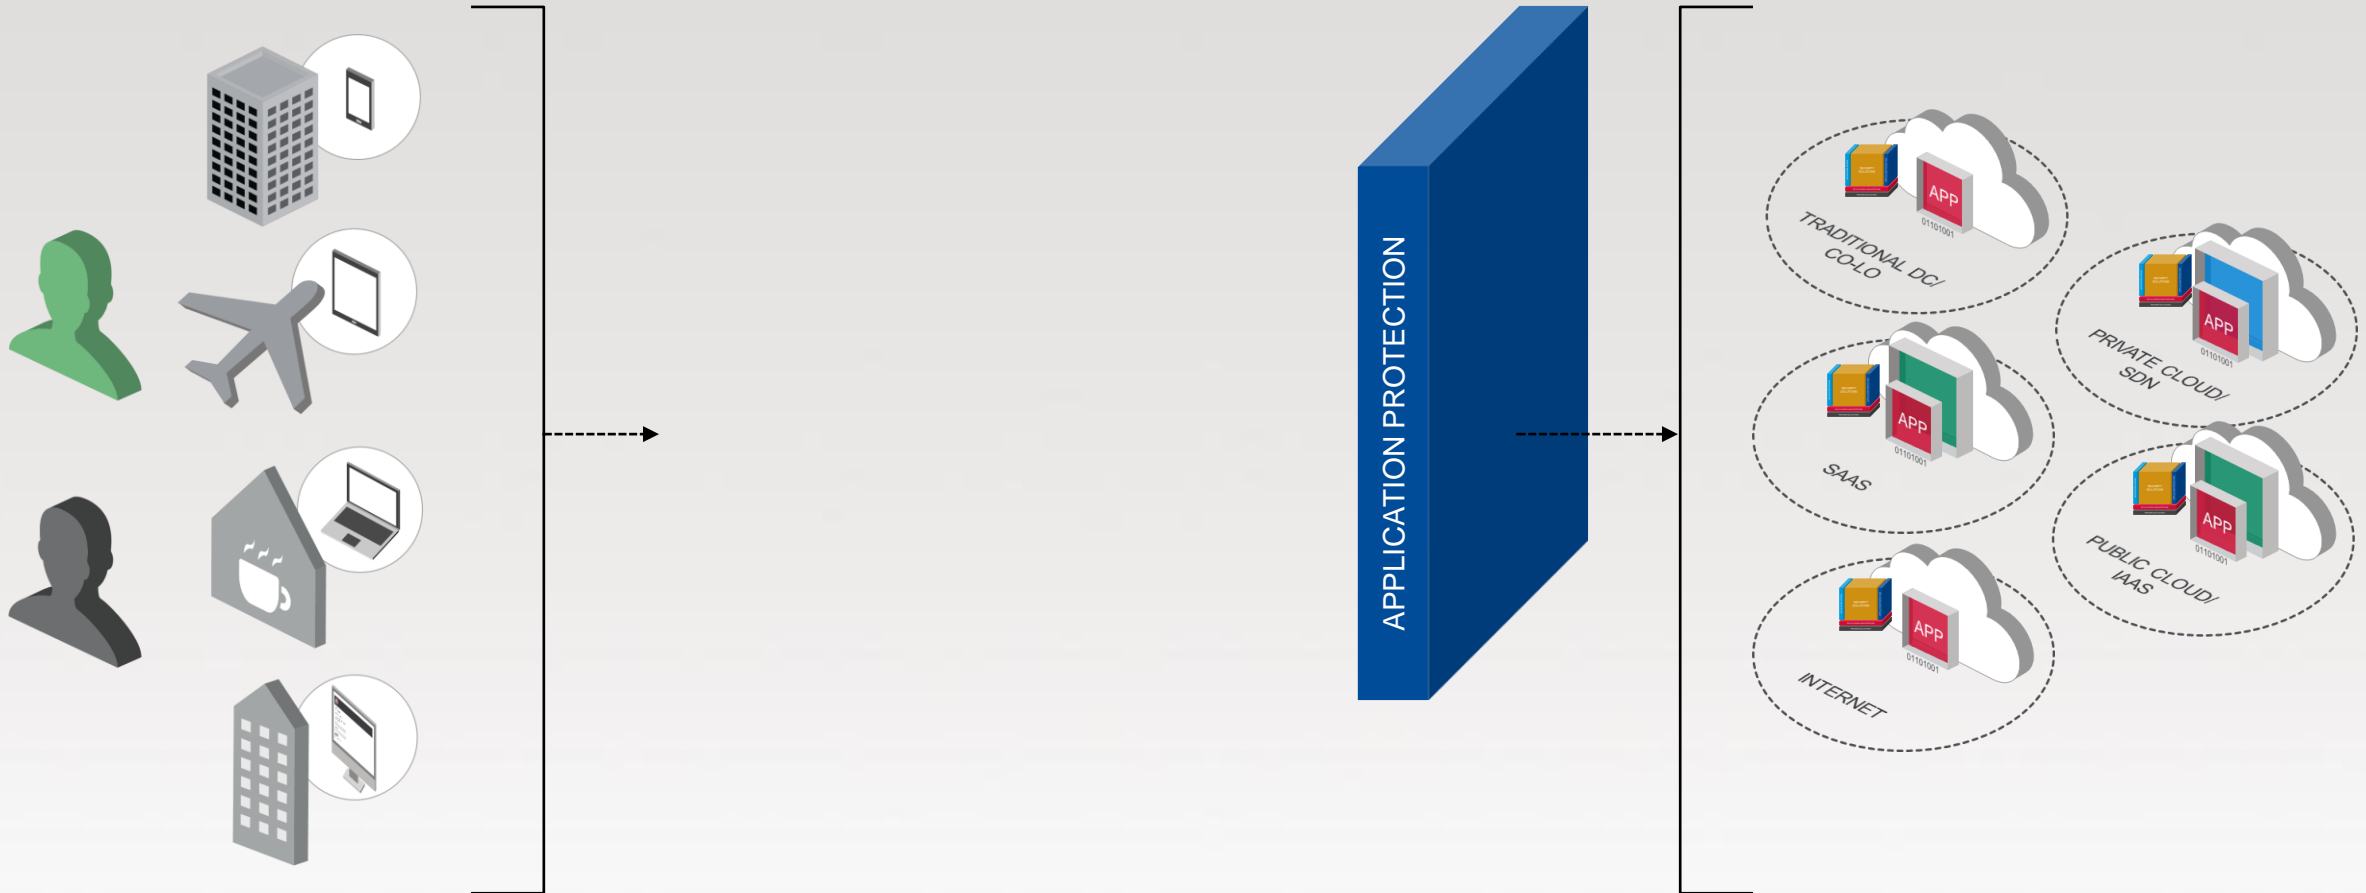 APPLICATION PROTECTION
APP
01101001
TRADITIONAL DC/
CO-LO
APP
01101001
PRIVATE CLOUD/
SDN
APP
01101001
SAAS
APP
01101001
PUBLIC CLOUD/
IAAS
APP
01101001
INTERNET